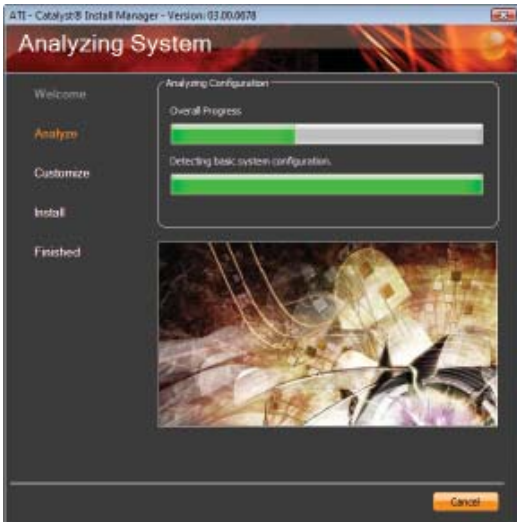 ATI - Catalyst® Install Manager - Version: 03.00.0678
Analyzing System
Welcome
Analyze
Customize
Install
Finished
Analyzing Configuration
Overall Progress
Detecting basic system configuration.
Cancel